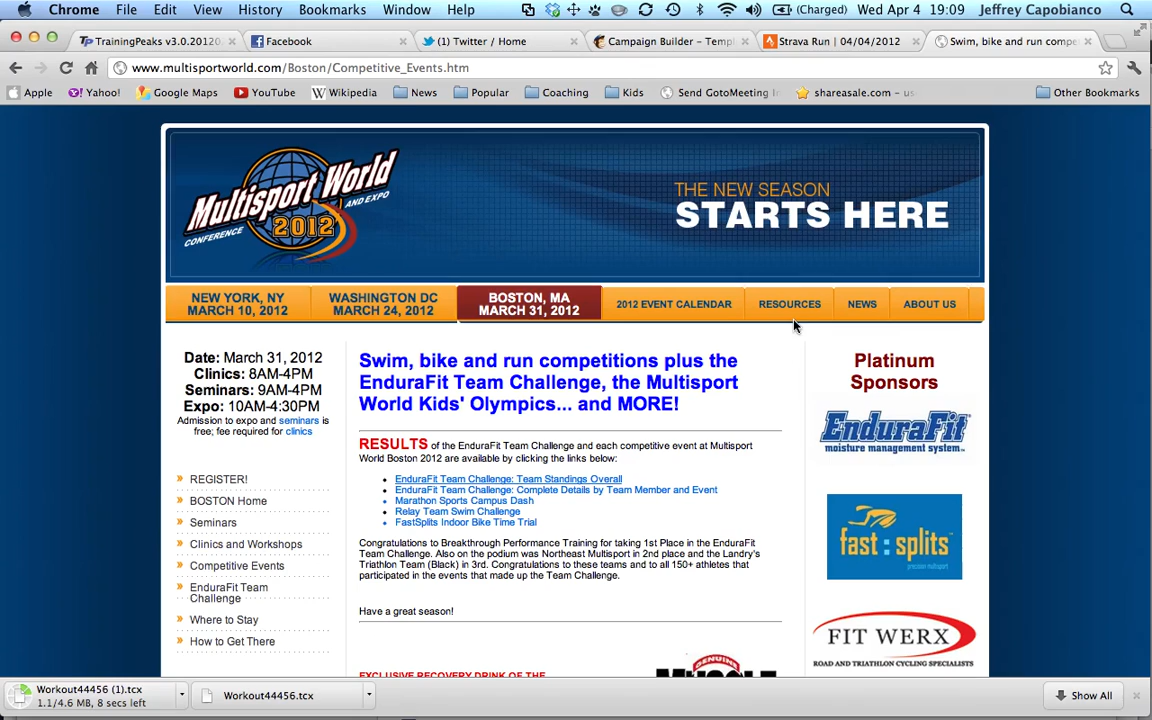 Chrome File Edit View History Bookmarks Window Help (Charged) Wed Apr 4 19:09 Jeffrey Capobianco
TrainingPeaks v3.0.20120 Facebook (1) Twitter / Home Campaign Builder - Templ Strava Run | 04/04/2012 Swim, bike and run compe
www.multisportworld.com/Boston/Competitive_Events.htm
Apple Yahoo! Google Maps YouTube Wikipedia News Popular Coaching Kids Send GotoMeeting In shareasale.com - us Other Bookmarks
Multisport World
CONFERENCE AND EXPO
2012
THE NEW SEASON
STARTS HERE
NEW YORK, NY
MARCH 10, 2012
WASHINGTON DC
MARCH 24, 2012
BOSTON, MA
MARCH 31, 2012
2012 EVENT CALENDAR
RESOURCES
NEWS
ABOUT US
Date: March 31, 2012
Clinics: 8AM-4PM
Seminars: 9AM-4PM
Expo: 10AM-4:30PM
Admission to expo and seminars is
free; fee required for clinics
» REGISTER!
» BOSTON Home
» Seminars
» Clinics and Workshops
» Competitive Events
» EnduraFit Team
Challenge
» Where to Stay
» How to Get There
Swim, bike and run competitions plus the
EnduraFit Team Challenge, the Multisport
World Kids' Olympics... and MORE!
RESULTS of the EnduraFit Team Challenge and each competitive event at Multisport
World Boston 2012 are available by clicking the links below:
• EnduraFit Team Challenge: Team Standings Overall
• EnduraFit Team Challenge: Complete Details by Team Member and Event
• Marathon Sports Campus Dash
• Relay Team Swim Challenge
• FastSplits Indoor Bike Time Trial
Congratulations to Breakthrough Performance Training for taking 1st Place in the EnduraFit
Team Challenge. Also on the podium was Northeast Multisport in 2nd place and the Landry's
Triathlon Team (Black) in 3rd. Congratulations to these teams and to all 150+ athletes that
participated in the events that made up the Team Challenge.
Have a great season!
EXCLUSIVE RECOVERY DRINK OF THE
GENUINE
MUSCLE
Platinum
Sponsors
EnduraFit
moisture management system™
fast:splits
precision multisport
FIT WERX
ROAD AND TRIATHLON CYCLING SPECIALISTS
Workout44456 (1).tcx
1.1/4.6 MB, 8 secs left
Workout44456.tcx
Show All